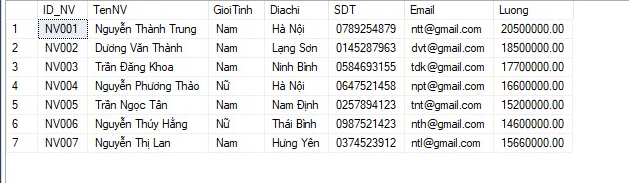 ID_NV TenNV GioiTinh Diachi SDT Email Luong
1 NV001 Nguyễn Thành Trung Nam Hà Nội 0789254879 ntt@gmail.com 20500000.00
2 NV002 Dương Văn Thành Nam Lạng Sơn 0145287963 dvt@gmail.com 18500000.00
3 NV003 Trần Đăng Khoa Nam Ninh Bình 0584693155 tdk@gmail.com 17700000.00
4 NV004 Nguyễn Phương Thảo Nữ Hà Nội 0647521458 npt@gmail.com 16600000.00
5 NV005 Trần Ngọc Tân Nam Nam Định 0257894123 tnt@gmail.com 15200000.00
6 NV006 Nguyễn Thúy Hằng Nữ Thái Bình 0987521423 nth@gmail.com 14600000.00
7 NV007 Nguyễn Thị Lan Nam Hưng Yên 0374523912 ntl@gmail.com 15660000.00